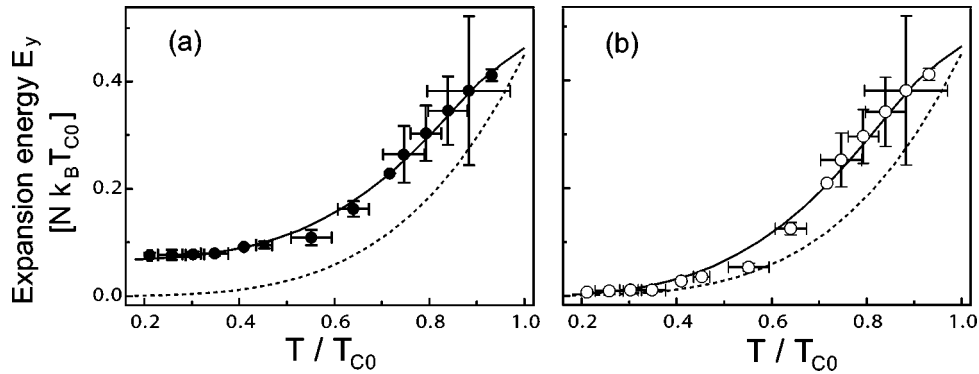 (a)
(b)
Expansion energy E_y
[N k_B T_C0]
0.4
0.2
0.0
0.2 0.4 0.6 0.8 1.0
0.2 0.4 0.6 0.8 1.0
T / T_C0
T / T_C0